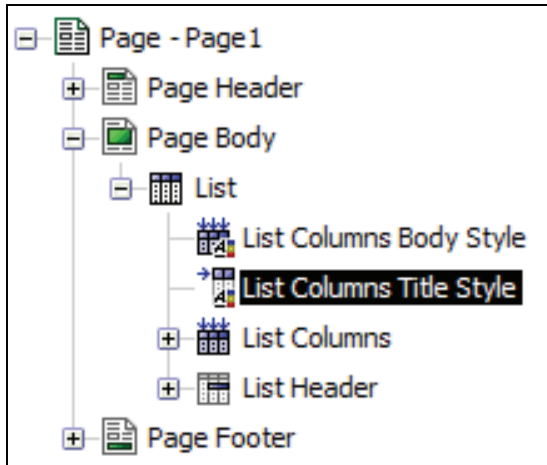 Page - Page1
Page Header
Page Body
List
List Columns Body Style
List Columns Title Style
List Columns
List Header
Page Footer